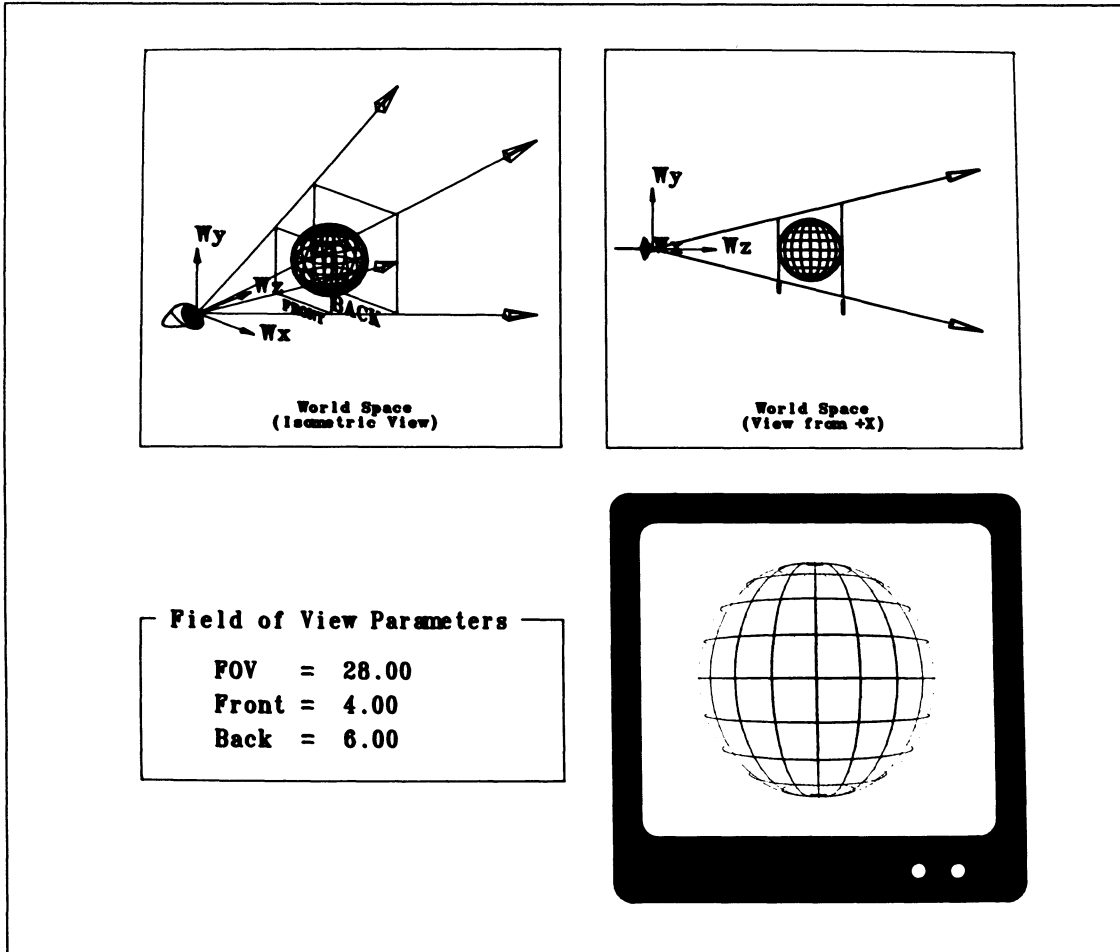 Wy
Wz
FRONT
BACK
Wx
World Space
(Isometric View)
Wy
Wz
World Space
(View from +X)
Field of View Parameters
FOV = 28.00
Front = 4.00
Back = 6.00